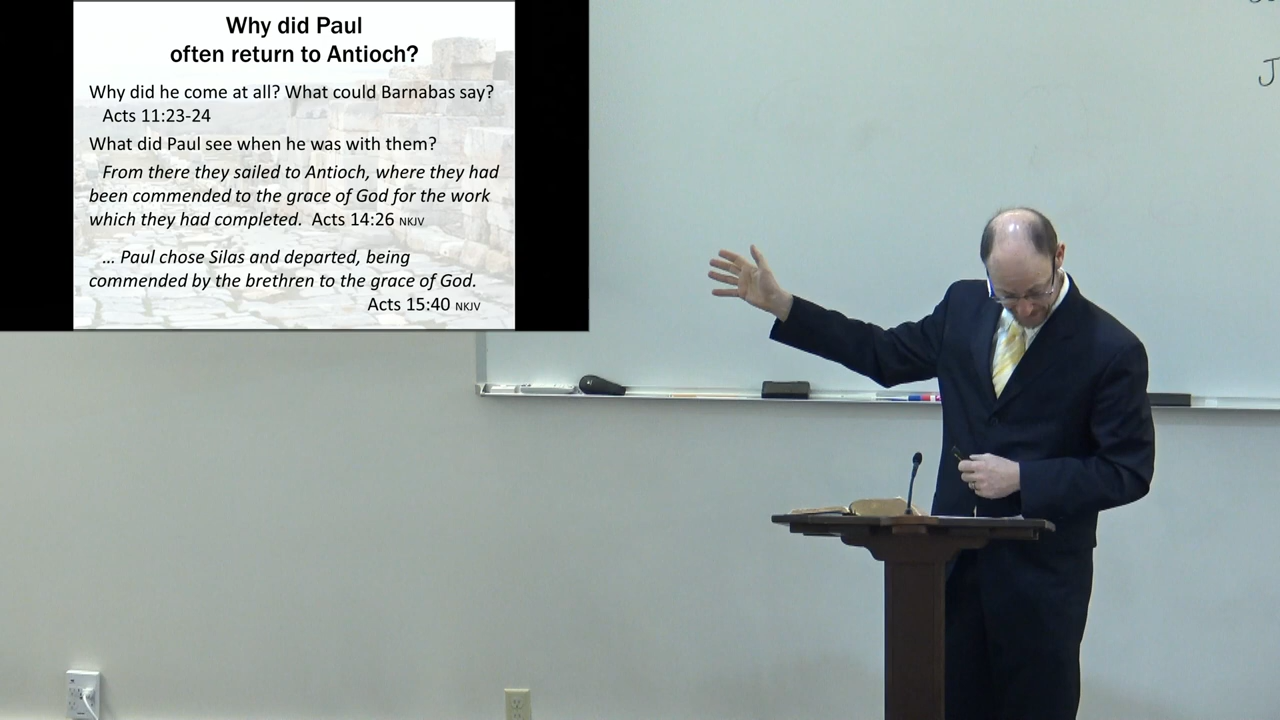 Why did Paul
often return to Antioch?
Why did he come at all? What could Barnabas say?
Acts 11:23-24
What did Paul see when he was with them?
From there they sailed to Antioch, where they had
been commended to the grace of God for the work
which they had completed. Acts 14:26 NKJV
… Paul chose Silas and departed, being
commended by the brethren to the grace of God.
Acts 15:40 NKJV
J